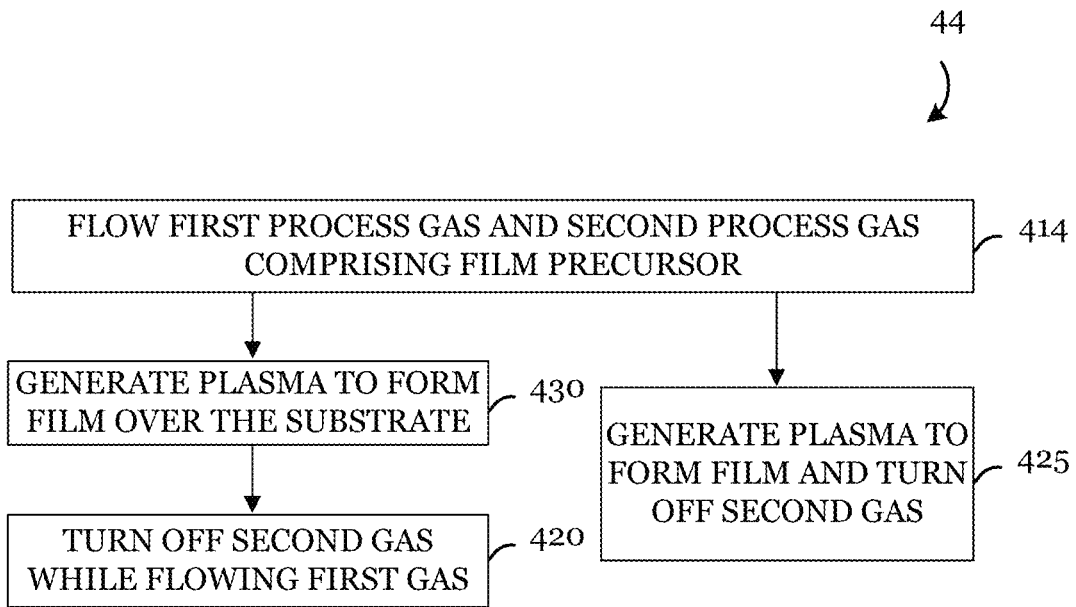 44
FLOW FIRST PROCESS GAS AND SECOND PROCESS GAS
COMPRISING FILM PRECURSOR
414
GENERATE PLASMA TO FORM
FILM OVER THE SUBSTRATE
430
GENERATE PLASMA TO
FORM FILM AND TURN
OFF SECOND GAS
425
TURN OFF SECOND GAS
WHILE FLOWING FIRST GAS
420